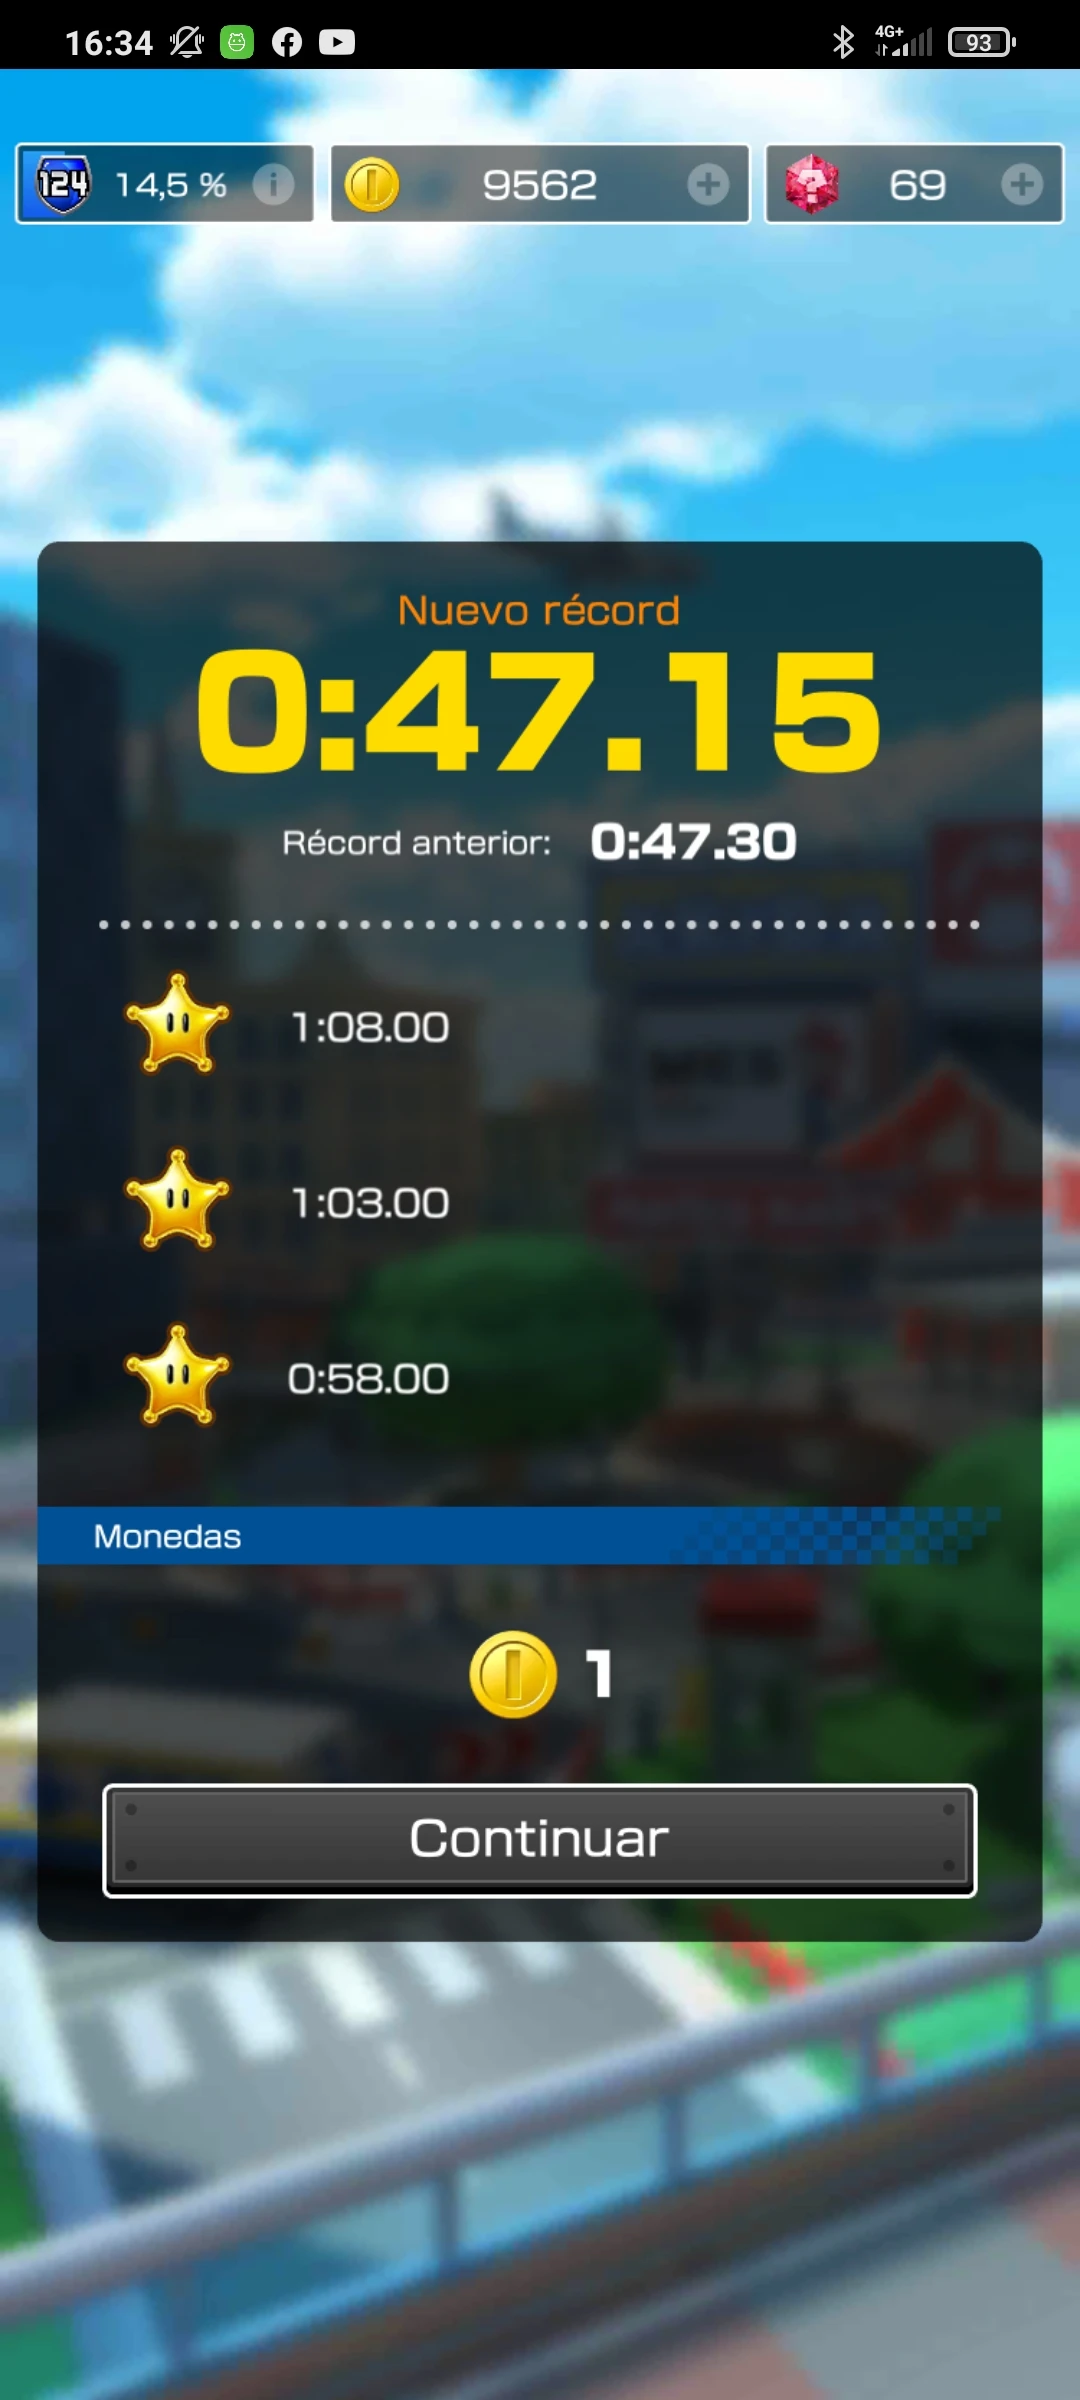 16:34 4G+ 93
124 14,5 % 9562 69
Nuevo récord
0:47.15
Récord anterior: 0:47.30
1:08.00
1:03.00
0:58.00
Monedas
1
Continuar